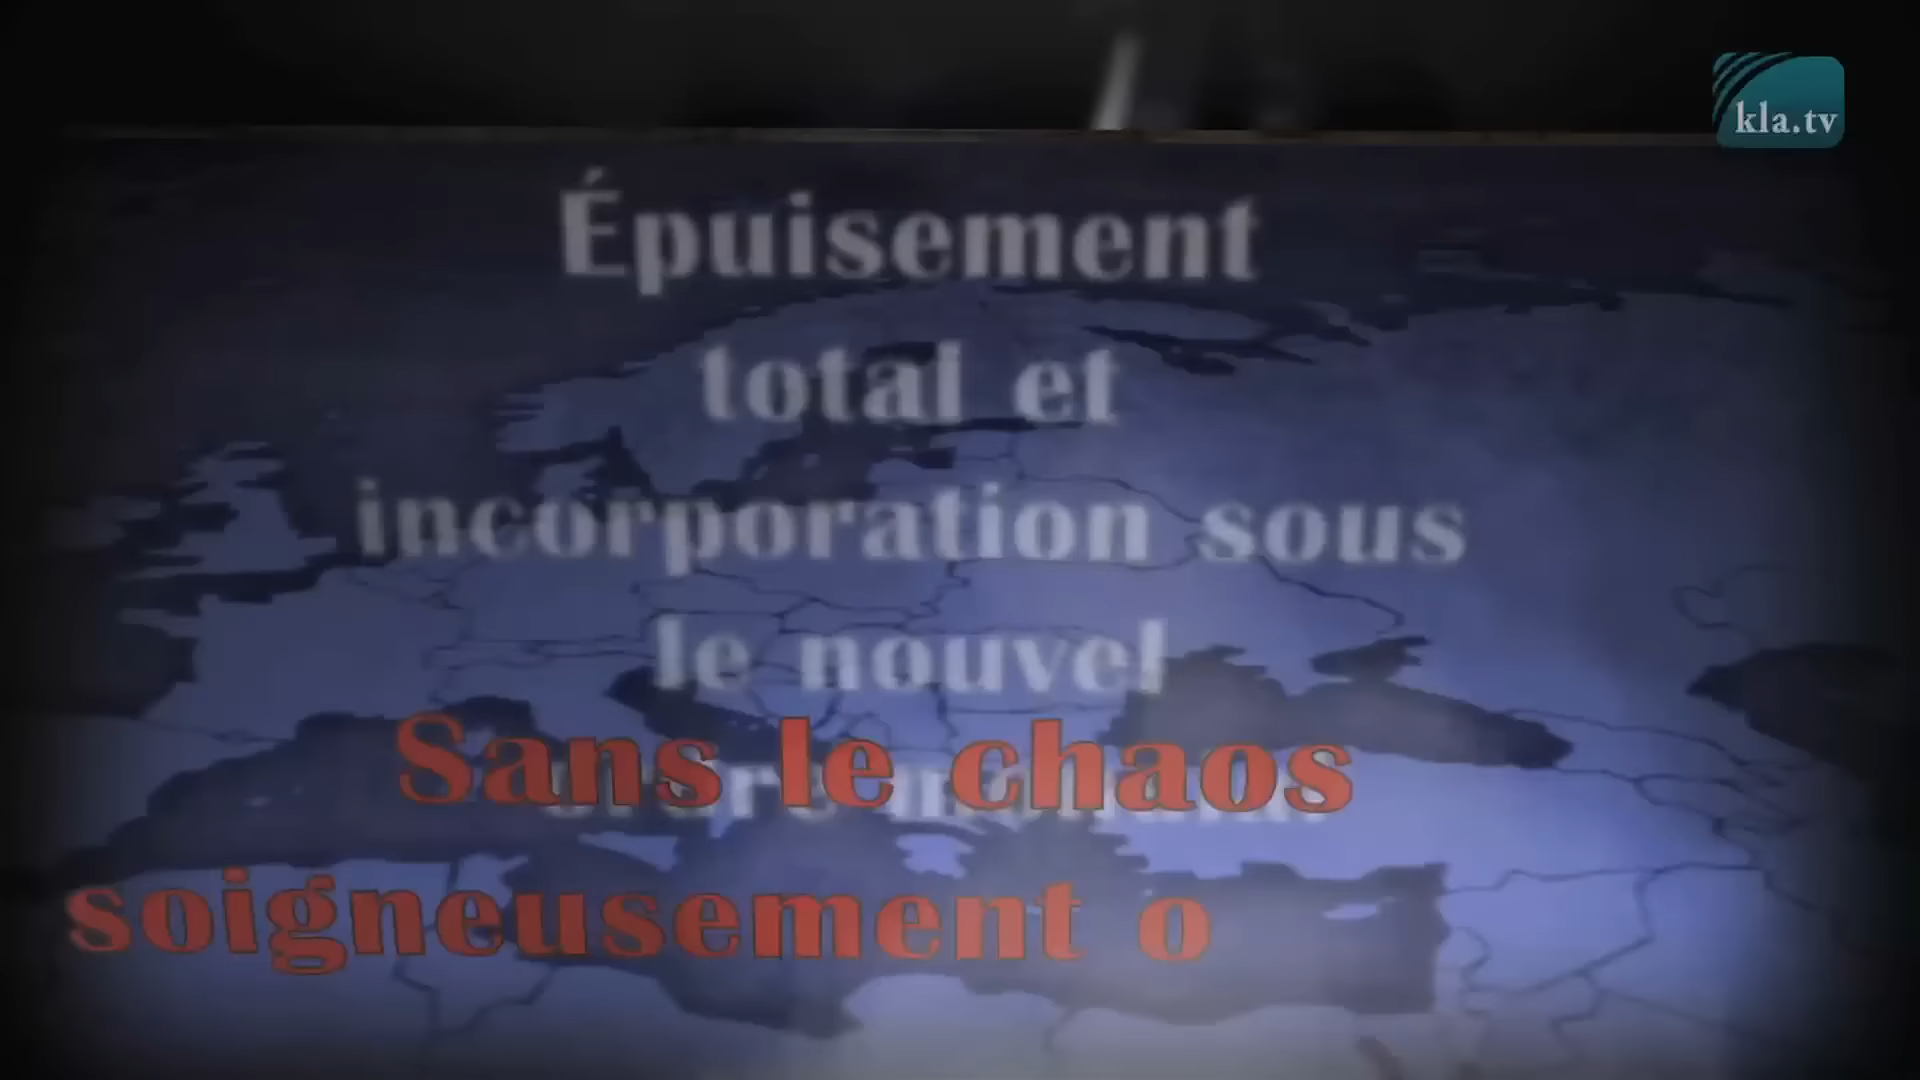 kla.tv
Épuisement
total et
incorporation sous
le nouvel
Sans le chaos
soigneusement o